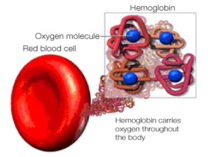 Hemoglobin
Oxygen molecule
Red blood cell
Hemoglobin carries
oxygen throughout
the body